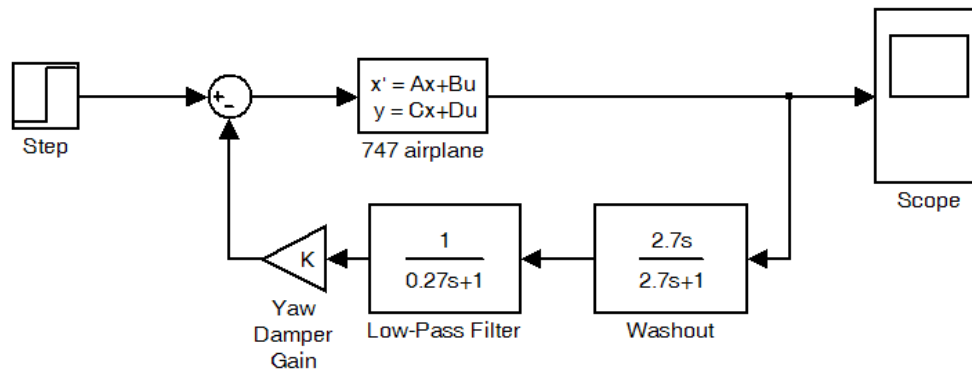 +
-
x' = Ax+Bu
y = Cx+Du
Step
747 airplane
Scope
K
1
0.27s+1
2.7s
2.7s+1
Yaw
Damper
Gain
Low-Pass Filter
Washout